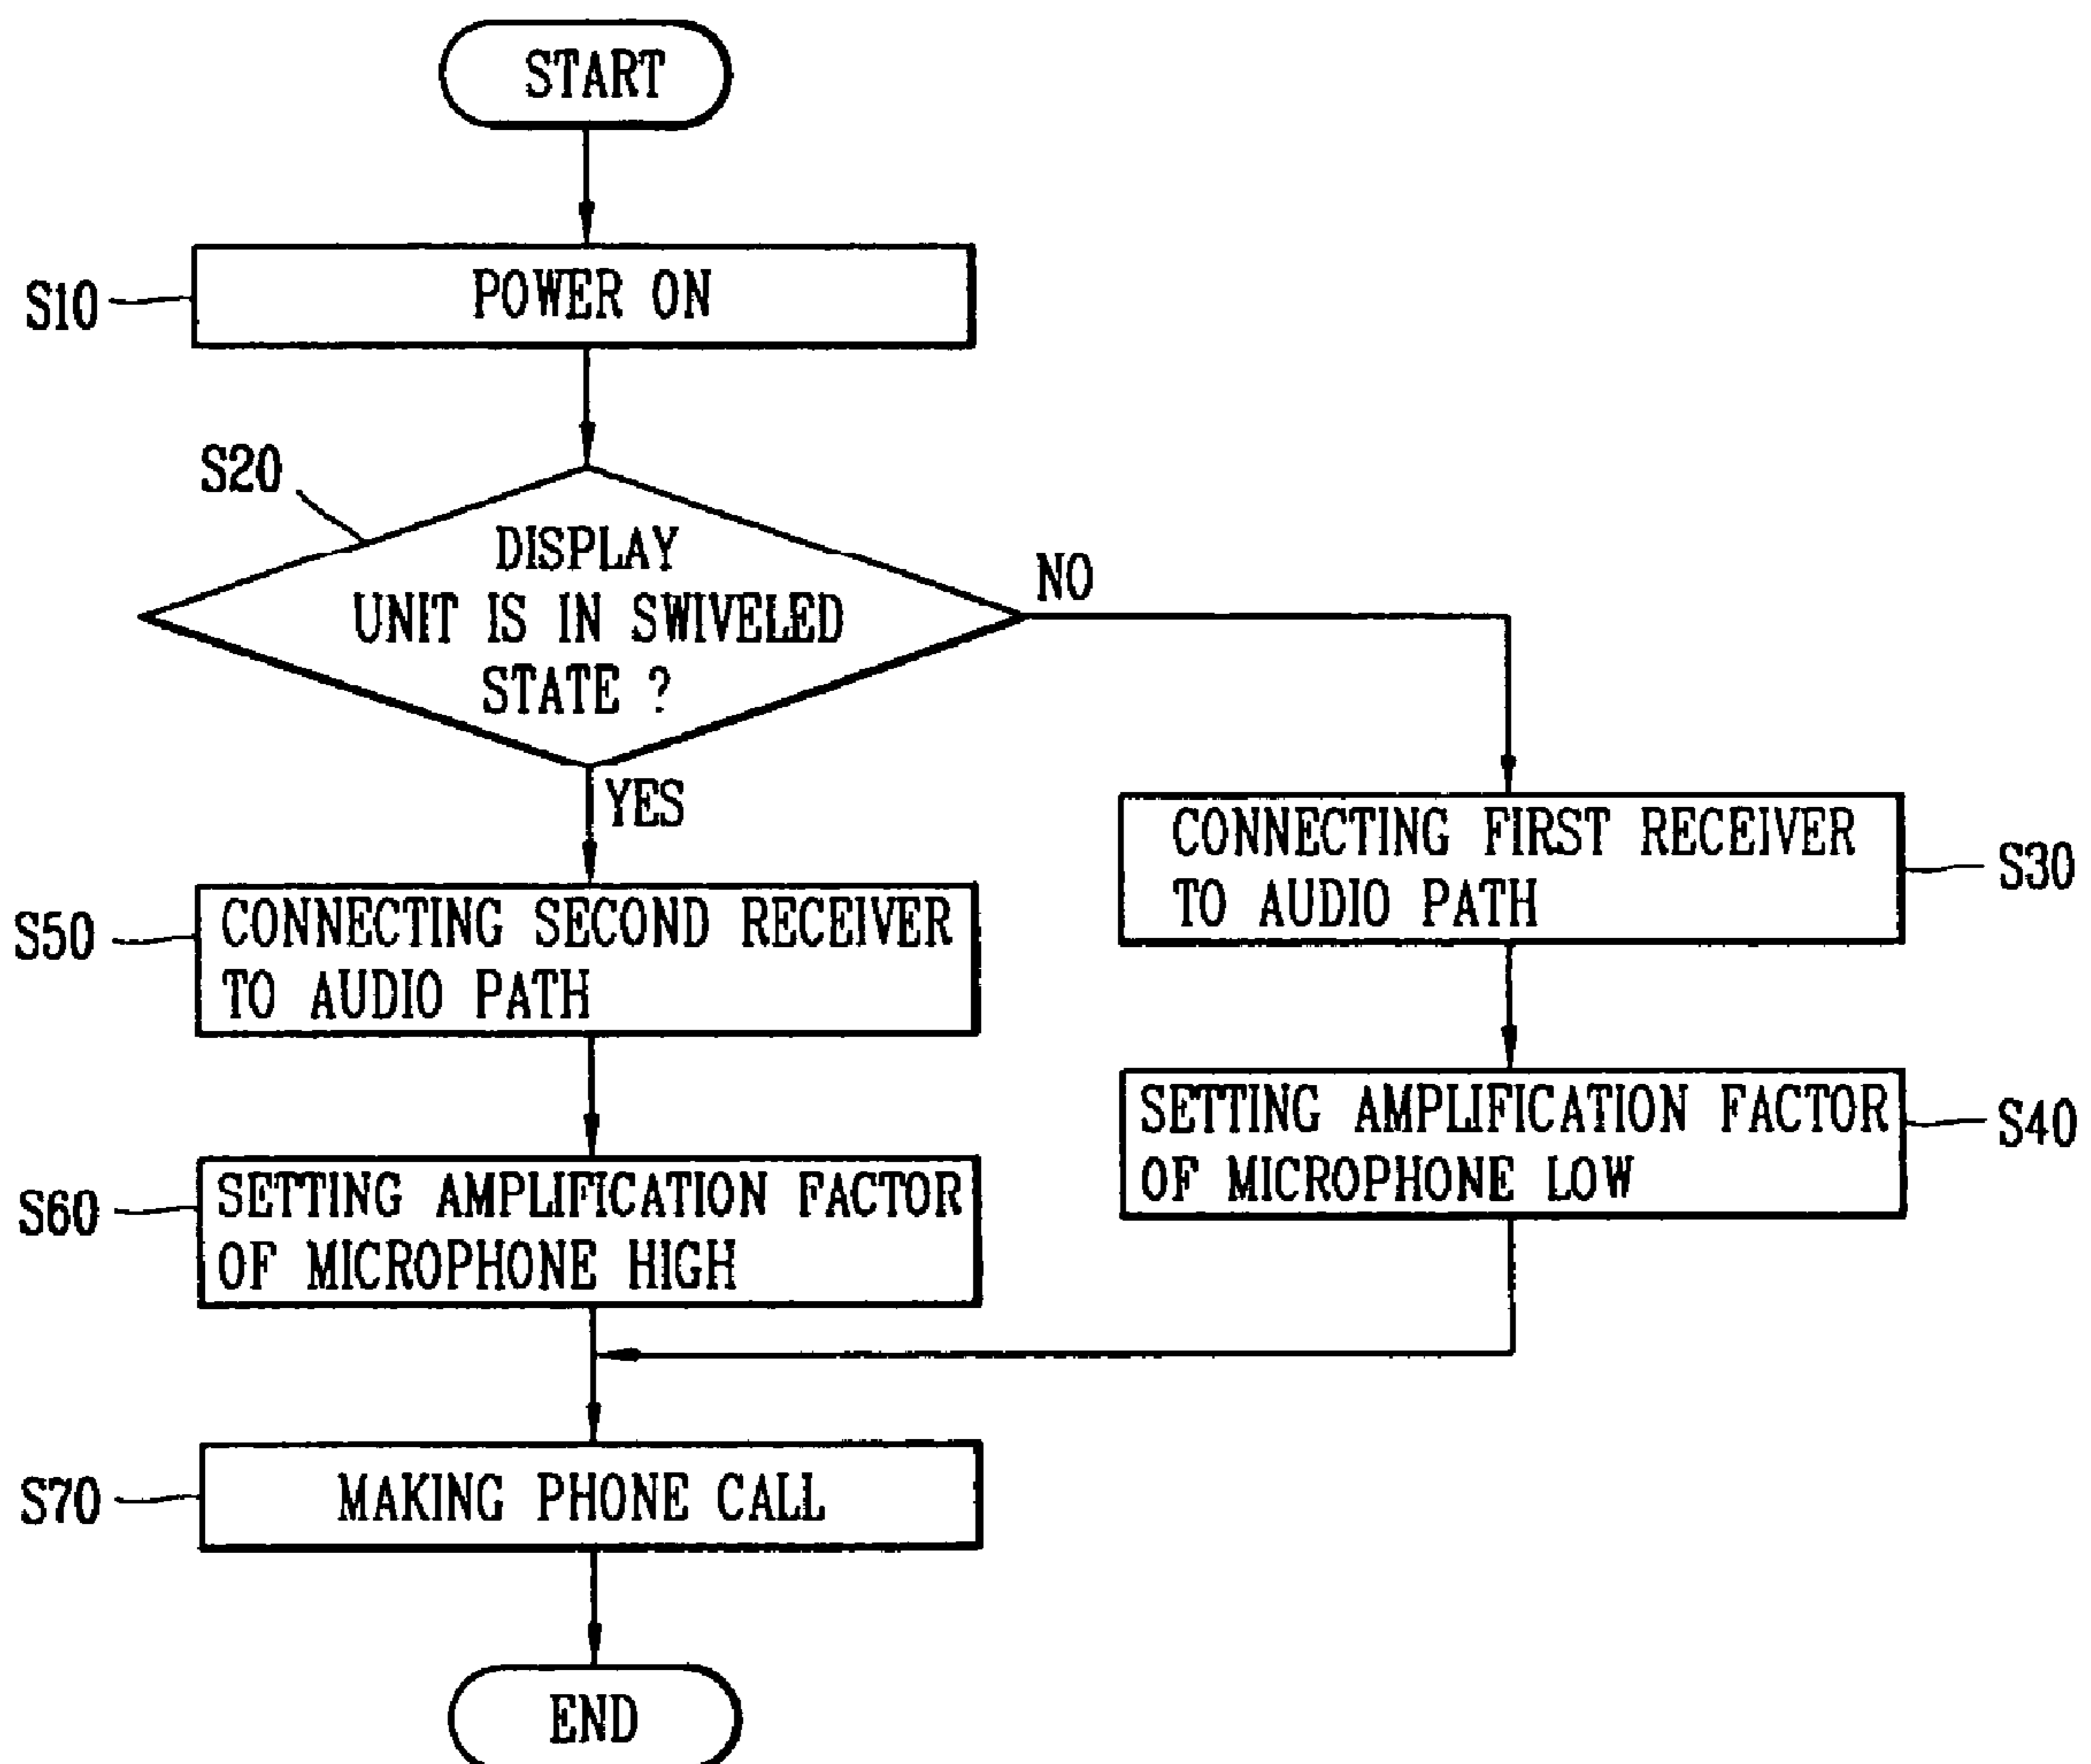 START
S10
POWER ON
S20
DISPLAY
UNIT IS IN SWIVELED
STATE ?
NO
YES
CONNECTING FIRST RECEIVER
TO AUDIO PATH
S30
S50
CONNECTING SECOND RECEIVER
TO AUDIO PATH
SETTING AMPLIFICATION FACTOR
OF MICROPHONE LOW
S40
S60
SETTING AMPLIFICATION FACTOR
OF MICROPHONE HIGH
S70
MAKING PHONE CALL
END